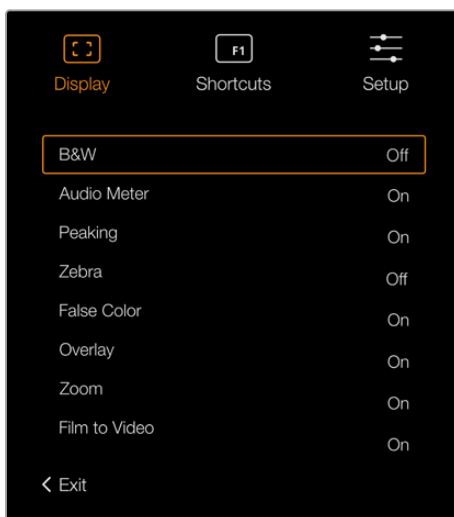 F1
Display Shortcuts Setup
B&W Off
Audio Meter On
Peaking On
Zebra Off
False Color On
Overlay On
Zoom On
Film to Video On
Exit